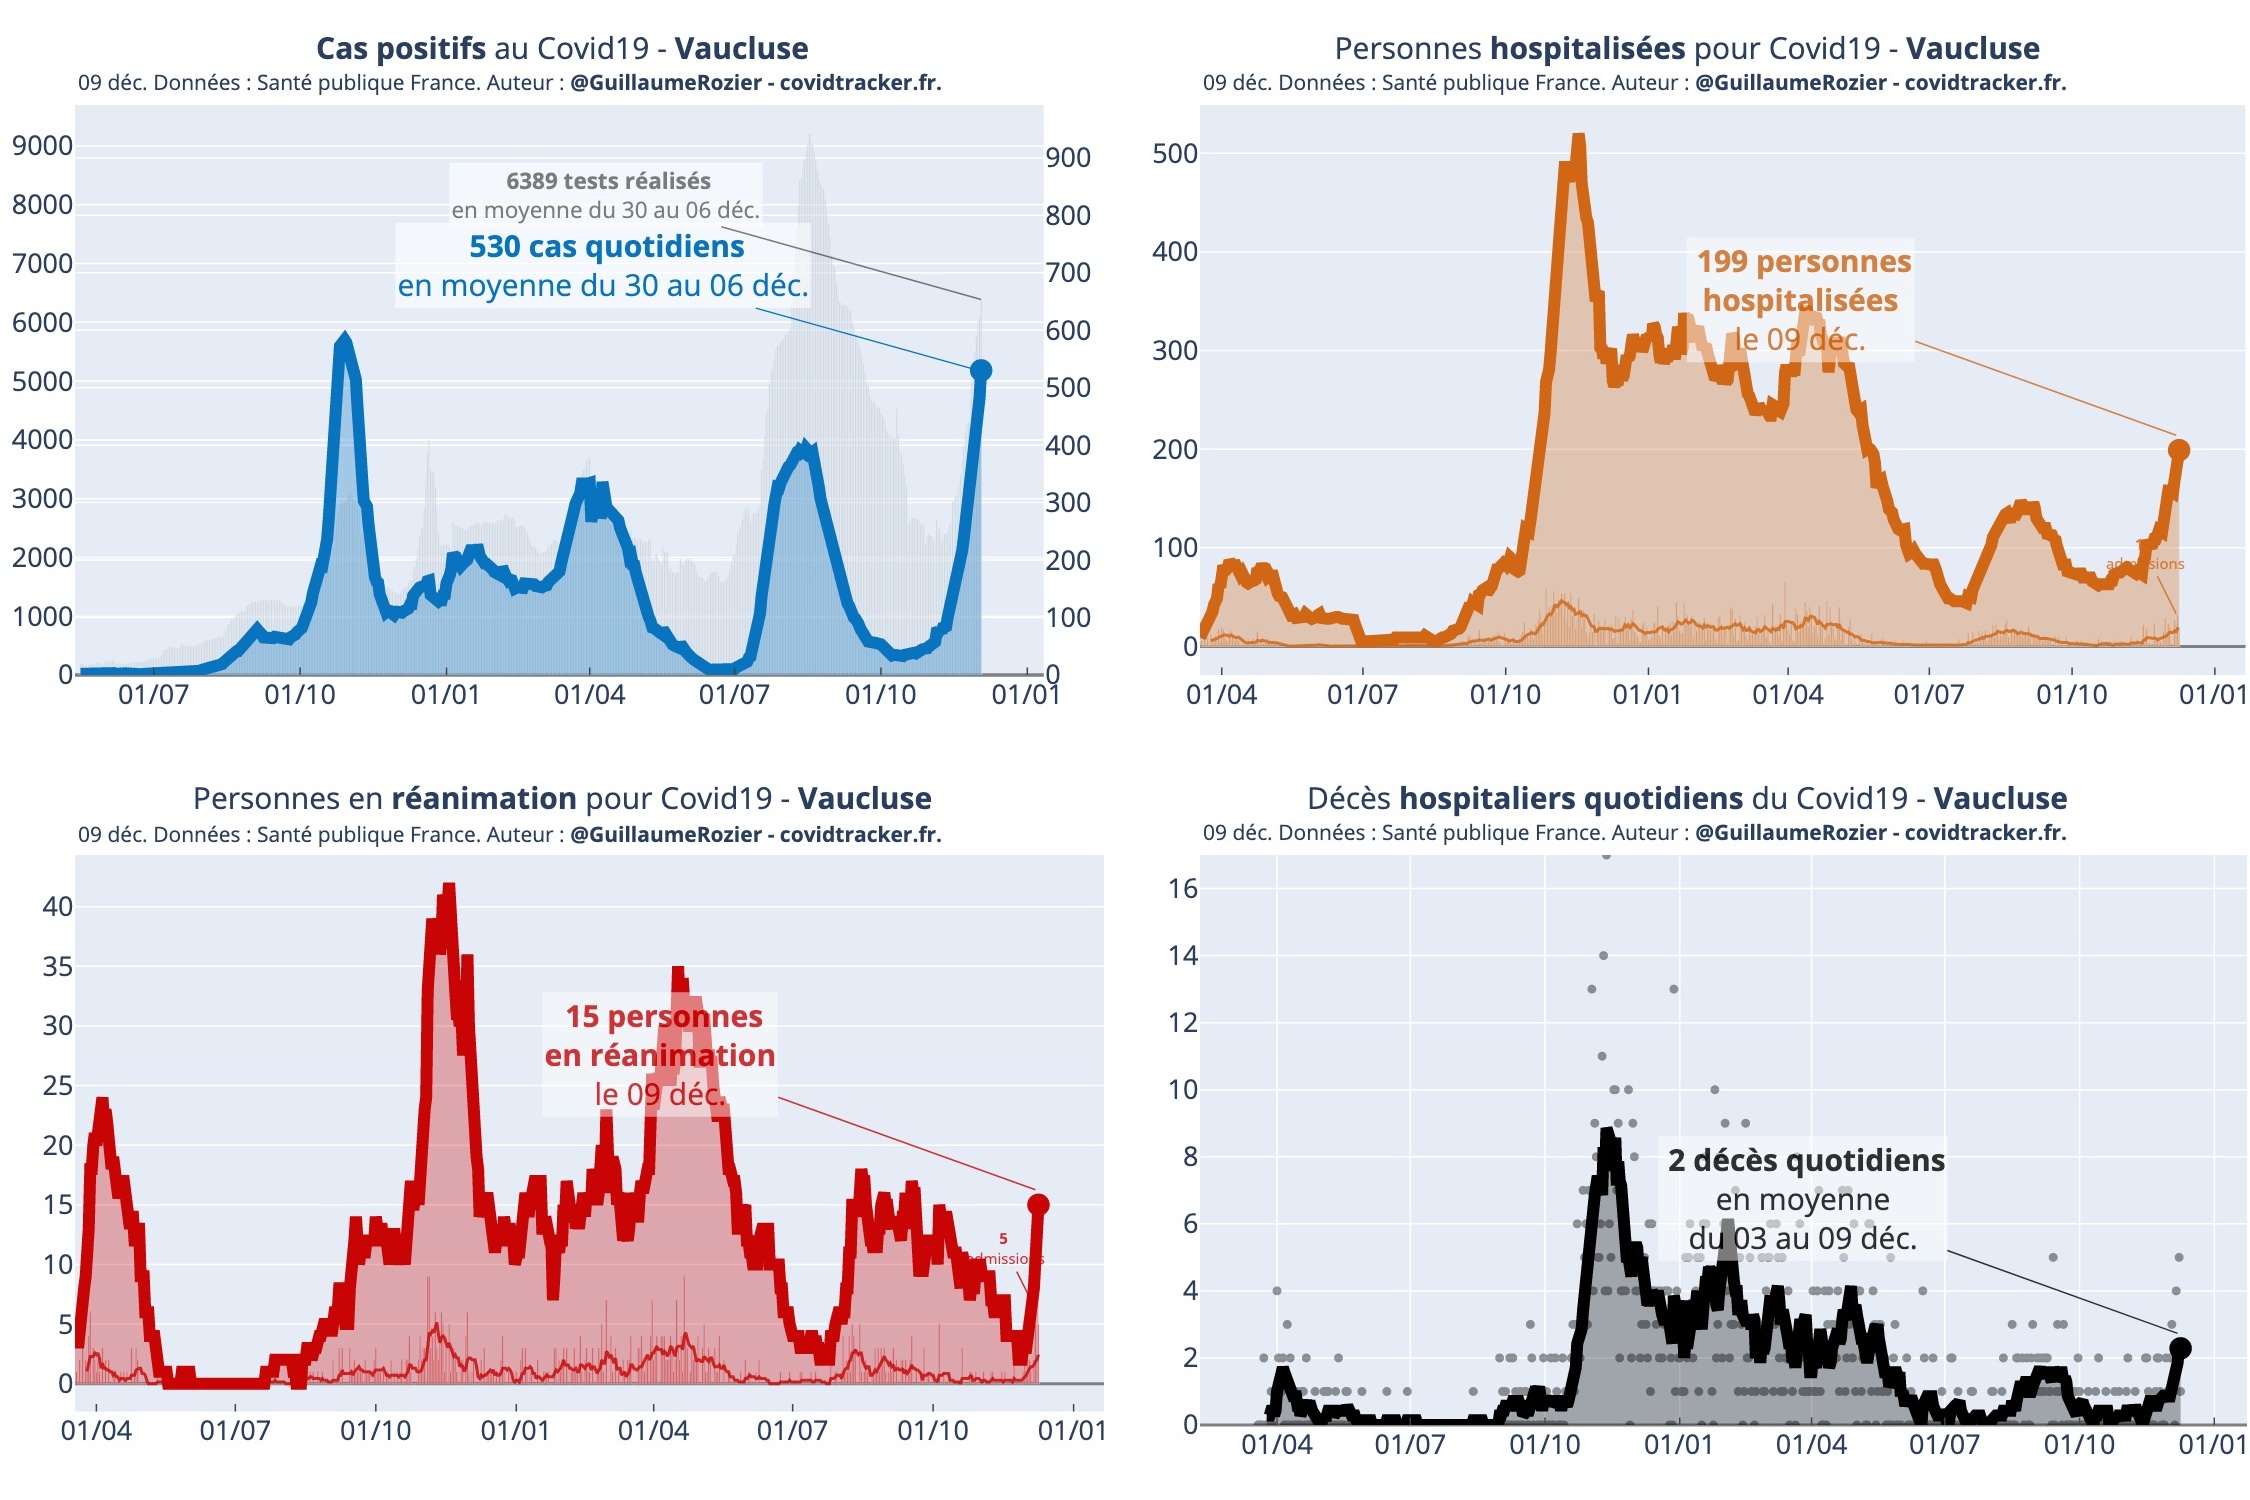 Cas positifs au Covid19 - Vaucluse
09 déc. Données : Santé publique France. Auteur : @GuillaumeRozier - covidtracker.fr.
9000
8000
7000
6000
5000
4000
3000
2000
1000
0
900
800
700
600
500
400
300
200
100
0
6389 tests réalisés
en moyenne du 30 au 06 déc.
530 cas quotidiens
en moyenne du 30 au 06 déc.
01/07 01/10 01/01 01/04 01/07 01/10 01/01
Personnes hospitalisées pour Covid19 - Vaucluse
09 déc. Données : Santé publique France. Auteur : @GuillaumeRozier - covidtracker.fr.
500
400
300
200
100
0
199 personnes
hospitalisées
le 09 déc.
admissions
01/04 01/07 01/10 01/01 01/04 01/07 01/10 01/01
Personnes en réanimation pour Covid19 - Vaucluse
09 déc. Données : Santé publique France. Auteur : @GuillaumeRozier - covidtracker.fr.
40
35
30
25
20
15
10
5
0
15 personnes
en réanimation
le 09 déc.
5
admissions
01/04 01/07 01/10 01/01 01/04 01/07 01/10 01/01
Décès hospitaliers quotidiens du Covid19 - Vaucluse
09 déc. Données : Santé publique France. Auteur : @GuillaumeRozier - covidtracker.fr.
16
14
12
10
8
6
4
2
0
2 décès quotidiens
en moyenne
du 03 au 09 déc.
01/04 01/07 01/10 01/01 01/04 01/07 01/10 01/01